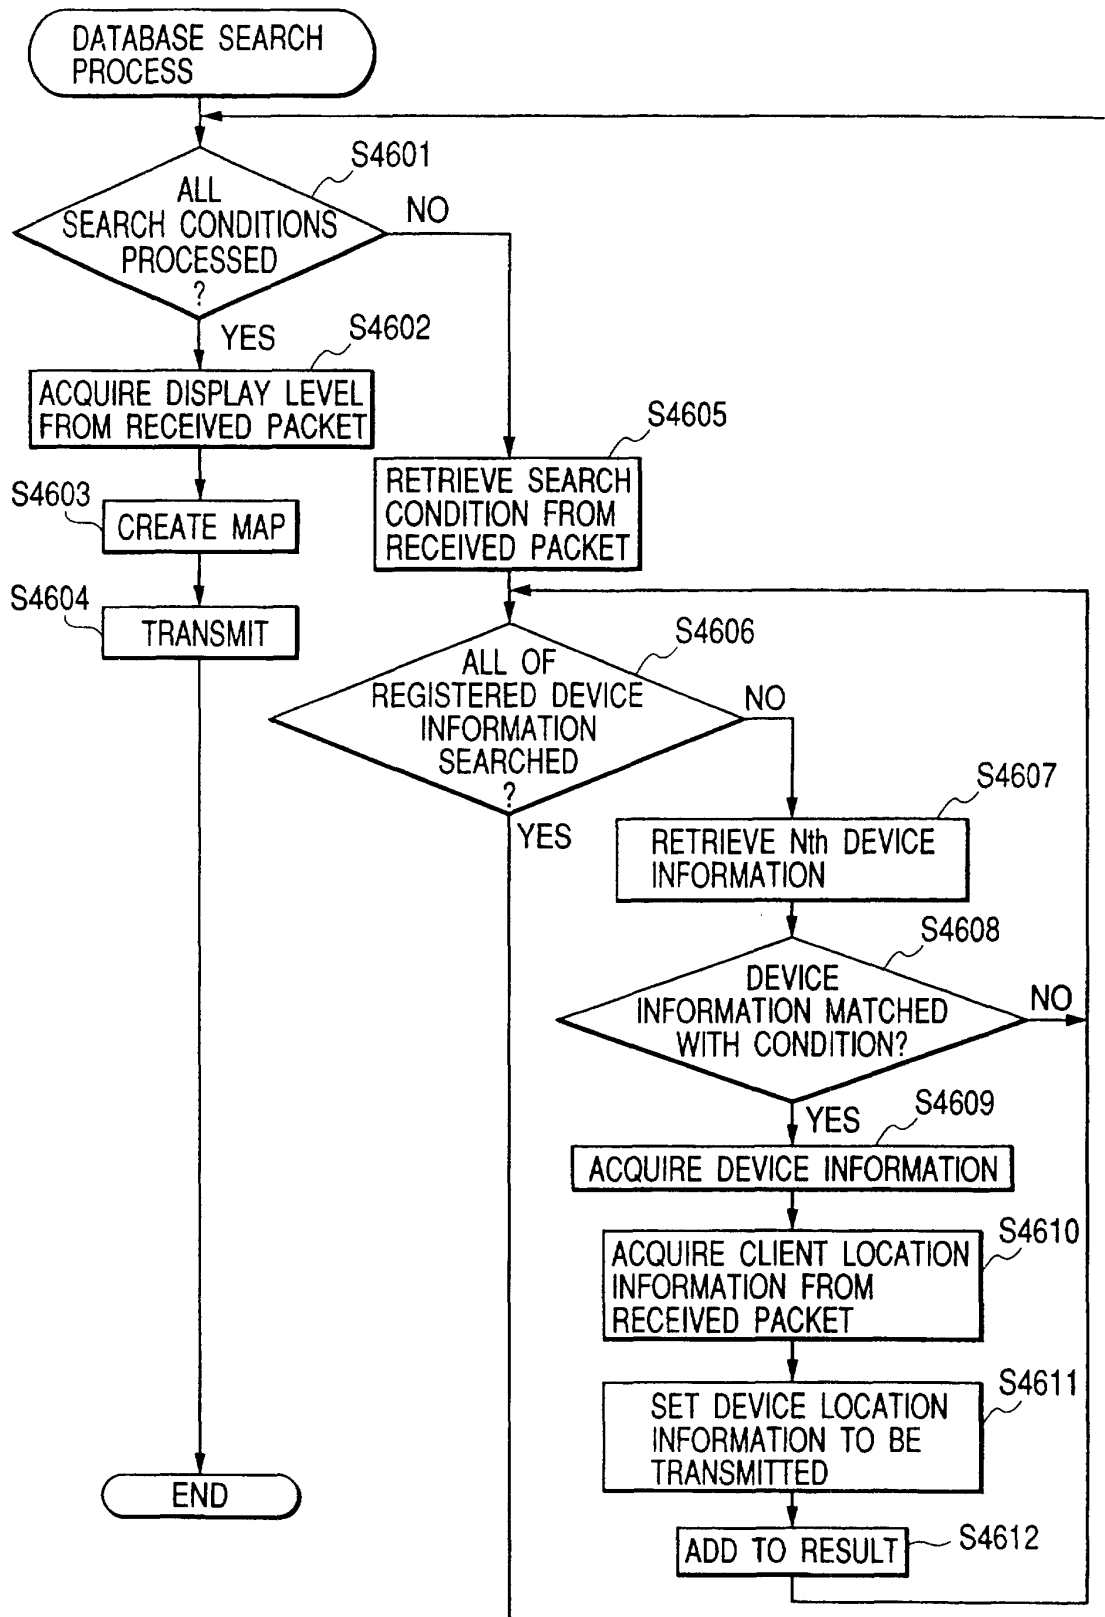 DATABASE SEARCH
PROCESS
S4601
ALL
SEARCH CONDITIONS
PROCESSED
?
NO
YES
S4602
ACQUIRE DISPLAY LEVEL
FROM RECEIVED PACKET
S4603
CREATE MAP
S4604
TRANSMIT
S4605
RETRIEVE SEARCH
CONDITION FROM
RECEIVED PACKET
S4606
ALL OF
REGISTERED DEVICE
INFORMATION
SEARCHED
?
NO
YES
S4607
RETRIEVE Nth DEVICE
INFORMATION
S4608
DEVICE
INFORMATION MATCHED
WITH CONDITION?
NO
YES
S4609
ACQUIRE DEVICE INFORMATION
S4610
ACQUIRE CLIENT LOCATION
INFORMATION FROM
RECEIVED PACKET
S4611
SET DEVICE LOCATION
INFORMATION TO BE
TRANSMITTED
END
ADD TO RESULT
S4612